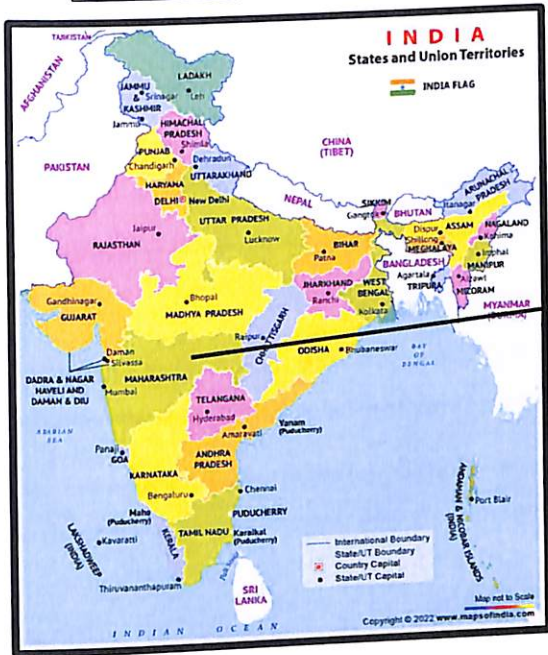 INDIA
States and Union Territories
INDIA FLAG
TAJIKISTAN
AFGHANISTAN
PAKISTAN
CHINA
(TIBET)
NEPAL
BHUTAN
BANGLADESH
MYANMAR
LADAKH
Leh
JAMMU
&
KASHMIR
Srinagar
Jammu
HIMACHAL
PRADESH
Shimla
PUNJAB
Chandigarh
Dehradun
UTTARAKHAND
HARYANA
DELHI
New Delhi
RAJASTHAN
Jaipur
UTTAR PRADESH
Lucknow
BIHAR
Patna
SIKKIM
Gangtok
ARUNACHAL
PRADESH
Itanagar
ASSAM
Dispur
NAGALAND
Kohima
Shillong
MEGHALAYA
Imphal
MANIPUR
Agartala
TRIPURA
Aizawl
MIZORAM
JHARKHAND
Ranchi
WEST
BENGAL
Kolkata
Gandhinagar
GUJARAT
Bhopal
MADHYA PRADESH
CHHATTISGARH
Raipur
ODISHA
Bhubaneswar
BAY
OF
BENGAL
Daman
Silvassa
DADRA & NAGAR
HAVELI AND
DAMAN & DIU
MAHARASHTRA
Mumbai
TELANGANA
Hyderabad
ARABIAN
SEA
Amaravati
Yanam
(Puducherry)
Panaji
GOA
KARNATAKA
ANDHRA
PRADESH
Bengaluru
Chennai
Mahe
(Puducherry)
PUDUCHERRY
Karaikal
(Puducherry)
TAMIL NADU
KERALA
LAKSHADWEEP
(INDIA)
Kavaratti
Thiruvananthapuram
SRI
LANKA
ANDAMAN & NICOBAR ISLANDS
(INDIA)
Port Blair
International Boundary
State/UT Boundary
Country Capital
State/UT Capital
Map not to Scale
Copyright © 2022 www.mapsofindia.com
INDIAN OCEAN